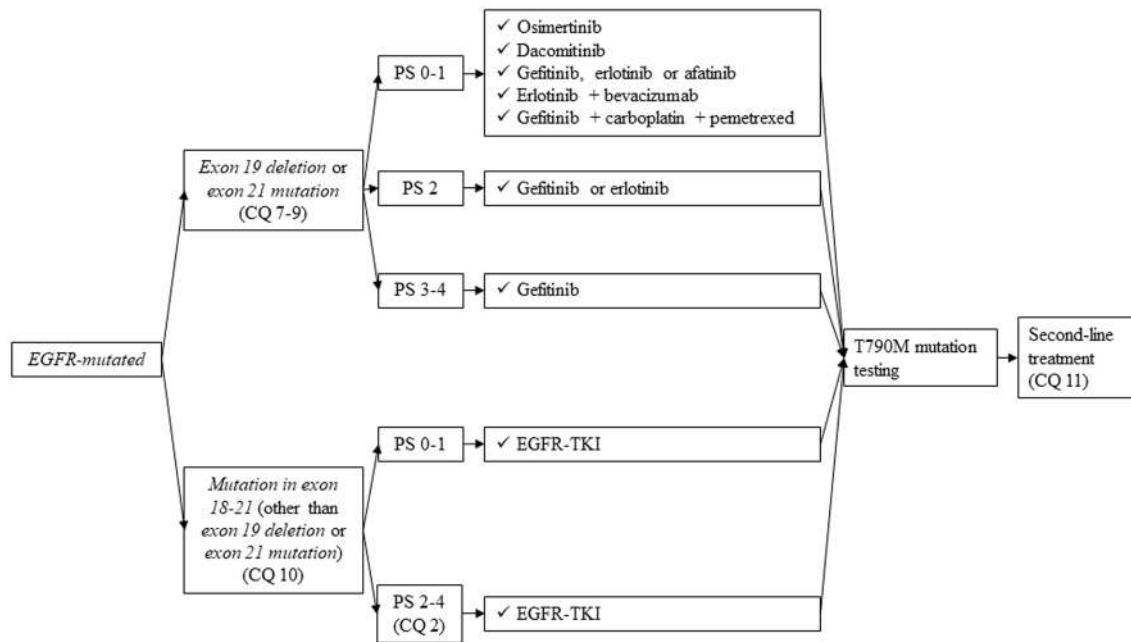 ✓ Osimertinib
✓ Dacomitinib
✓ Gefitinib, erlotinib or afatinib
✓ Erlotinib + bevacizumab
✓ Gefitinib + carboplatin + pemetrexed
PS 0-1
Exon 19 deletion or
exon 21 mutation
(CQ 7-9)
PS 2
✓ Gefitinib or erlotinib
PS 3-4
✓ Gefitinib
EGFR-mutated
T790M mutation
testing
Second-line
treatment
(CQ 11)
PS 0-1
✓ EGFR-TKI
Mutation in exon
18-21 (other than
exon 19 deletion or
exon 21 mutation)
(CQ 10)
PS 2-4
(CQ 2)
✓ EGFR-TKI